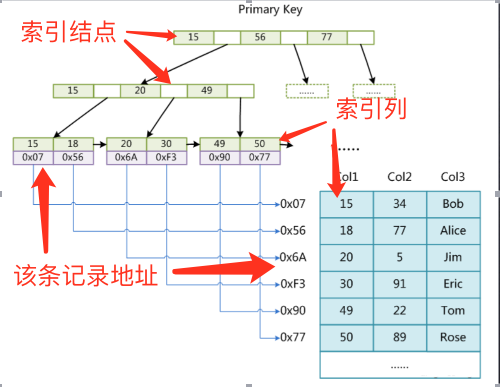 Primary Key
索引结点
15 56 77
15 20 49
...... ......
索引列
15 18 20 30 49 50
0x07 0x56 0x6A 0xF3 0x90 0x77
......
Col1 Col2 Col3
0x07 15 34 Bob
0x56 18 77 Alice
该条记录地址
0x6A 20 5 Jim
0xF3 30 91 Eric
0x90 49 22 Tom
0x77 50 89 Rose
......